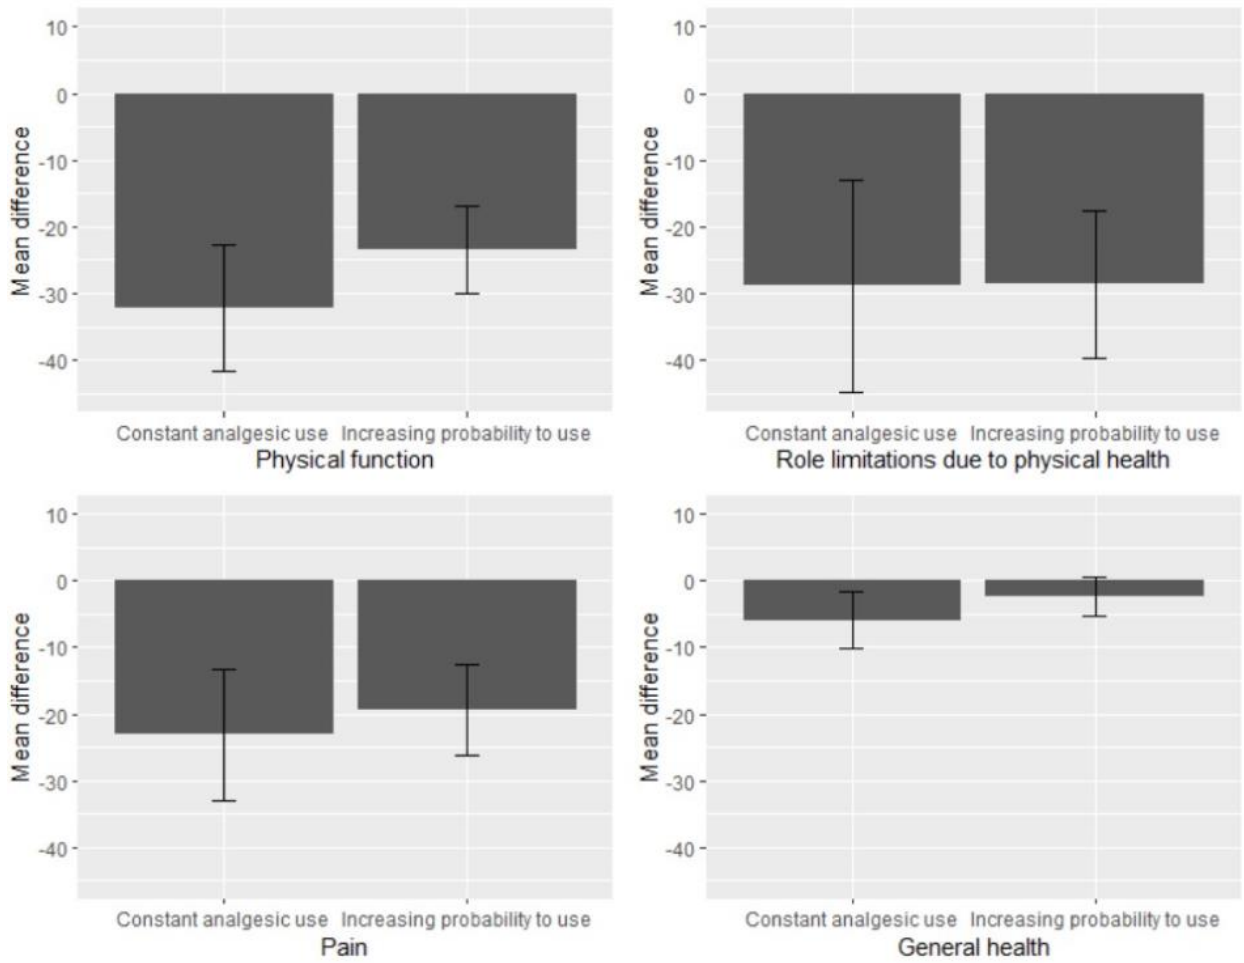 10
0
-10
-20
-30
-40
Mean difference
Constant analgesic use Increasing probability to use
Physical function
10
0
-10
-20
-30
-40
Mean difference
Constant analgesic use Increasing probability to use
Role limitations due to physical health
10
0
-10
-20
-30
-40
Mean difference
Constant analgesic use Increasing probability to use
Pain
10
0
-10
-20
-30
-40
Mean difference
Constant analgesic use Increasing probability to use
General health